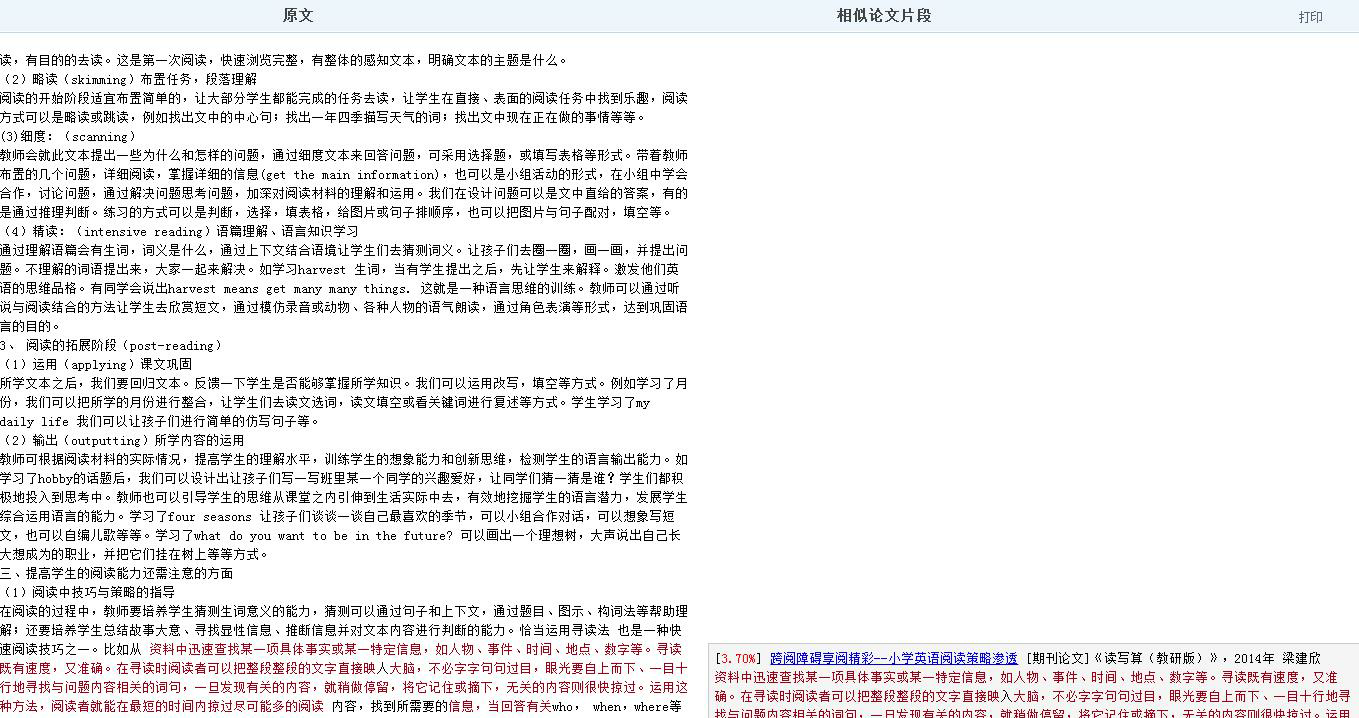 原文
相似论文片段
打印
读，有目的的去读。这是第一次阅读，快速浏览完整，有整体的感知文本，明确文本的主题是什么。
（2）略读（skimming）布置任务，段落理解
阅读的开始阶段适宜布置简单的，让大部分学生都能完成的任务去读，让学生在直接、表面的阅读任务中找到乐趣，阅读
方式可以是略读或跳读，例如找出文中的中心句；找出一年四季描写天气的词；找出文中现在正在做的事情等等。
(3)细度：（scanning）
教师会就此文本提出一些为什么和怎样的问题，通过细度文本来回答问题，可采用选择题，或填写表格等形式。带着教师
布置的几个问题，详细阅读，掌握详细的信息(get the main information)，也可以是小组活动的形式，在小组中学会
合作，讨论问题，通过解决问题思考问题，加深对阅读材料的理解和运用。我们在设计问题可以是文中直给的答案，有的
是通过推理判断。练习的方式可以是判断，选择，填表格，给图片或句子排顺序，也可以把图片与句子配对，填空等。
（4）精读：（intensive reading）语篇理解、语言知识学习
通过理解语篇会有生词，词义是什么，通过上下文结合语境让学生们去猜测词义。让孩子们去圈一圈，画一画，并提出问
题。不理解的词语提出来，大家一起来解决。如学习harvest 生词，当有学生提出之后，先让学生来解释。激发他们英
语的思维品格。有同学会说出harvest means get many many things. 这就是一种语言思维的训练。教师可以通过听
说与阅读结合的方法让学生去欣赏短文，通过模仿录音或动物、各种人物的语气朗读，通过角色表演等形式，达到巩固语
言的目的。
3、 阅读的拓展阶段（post-reading）
（1）运用（applying）课文巩固
所学文本之后，我们要回归文本。反馈一下学生是否能够掌握所学知识。我们可以运用改写，填空等方式。例如学习了月
份，我们可以把所学的月份进行整合，让学生们去读文选词，读文填空或看关键词进行复述等方式。学生学习了my
daily life 我们可以让孩子们进行简单的仿写句子等。
（2）输出（outputting）所学内容的运用
教师可根据阅读材料的实际情况，提高学生的理解水平，训练学生的想象能力和创新思维，检测学生的语言输出能力。如
学习了hobby的话题后，我们可以设计出让孩子们写一写班里某一个同学的兴趣爱好，让同学们猜一猜是谁？学生们都积
极地投入到思考中。教师也可以引导学生的思维从课堂之内引伸到生活实际中去，有效地挖掘学生的语言潜力，发展学生
综合运用语言的能力。学习了four seasons 让孩子们谈谈一谈自己最喜欢的季节，可以小组合作对话，可以想象写短
文，也可以自编儿歌等等。学习了what do you want to be in the future? 可以画出一个理想树，大声说出自己长
大想成为的职业，并把它们挂在树上等等方式。
三、提高学生的阅读能力还需注意的方面
（1）阅读中技巧与策略的指导
在阅读的过程中，教师要培养学生猜测生词意义的能力，猜测可以通过句子和上下文，通过题目、图示、构词法等帮助理
解；还要培养学生总结故事大意、寻找显性信息、推断信息并对文本内容进行判断的能力。恰当运用寻读法 也是一种快
速阅读技巧之一。比如从 资料中迅速查找某一项具体事实或某一特定信息，如人物、事件、时间、地点、数字等。寻读
既有速度，又准确。在寻读时阅读者可以把整段整段的文字直接映人大脑，不必字字句句过目，眼光要自上而下、一目十
行地寻找与问题内容相关的词句，一旦发现有关的内容，就稍做停留，将它记住或摘下，无关的内容则很快掠过。运用这
种方法，阅读者就能在最短的时间内掠过尽可能多的阅读 内容，找到所需要的信息，当回答有关who， when，where等
[3.70%] 跨阅障碍享阅精彩--小学英语阅读策略渗透 [期刊论文]《读写算（教研版）》，2014年 梁建欣
资料中迅速查找某一项具体事实或某一特定信息，如人物、事件、时间、地点、数字等。寻读既有速度，又准
确。在寻读时阅读者可以把整段整段的文字直接映入大脑，不必字字句句过目，眼光要自上而下、一目十行地寻
找与问题内容相关的词句，一旦发现有关的内容，就稍做停留，将它记住或摘下，无关的内容则很快掠过。运用